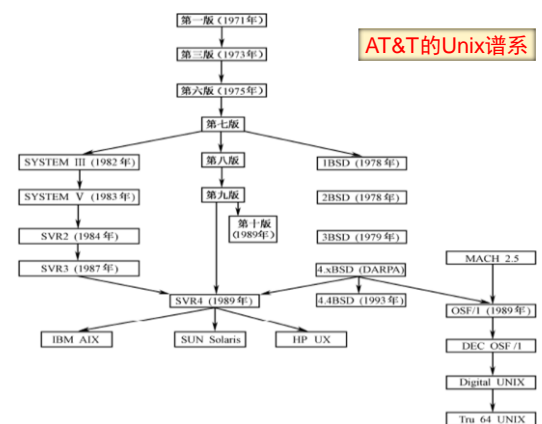 第一版(1971年)
AT&T的Unix谱系
第三版(1973年)
第六版(1975年)
第七版
SYSTEM III (1982年)
第八版
1BSD (1978年)
SYSTEM V (1983年)
第九版
2BSD (1978年)
第十版
(1989年)
SVR2 (1984年)
3BSD (1979年)
MACH 2.5
SVR3 (1987年)
4.xBSD (DARPA)
SVR4 (1989年)
4.4BSD (1993年)
OSF/1 (1989年)
IBM AIX
SUN Solaris
HP UX
DEC OSF/1
Digital UNIX
Tru 64 UNIX